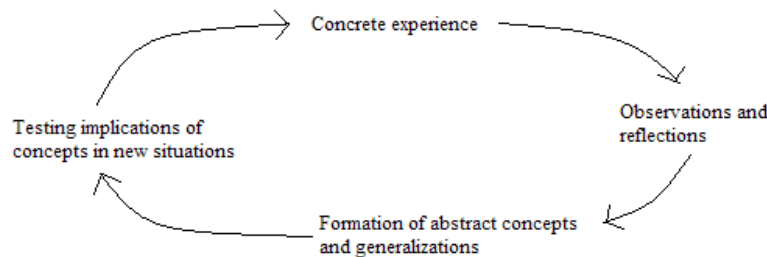 Concrete experience
Observations and
reflections
Formation of abstract concepts
and generalizations
Testing implications of
concepts in new situations